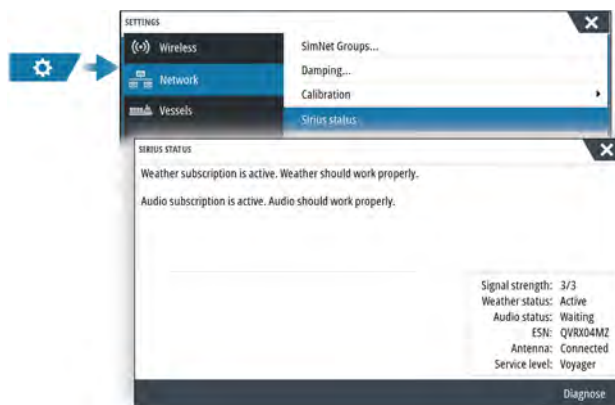 SETTINGS
Wireless
Network
Vessels
SimNet Groups...
Damping...
Calibration
Sirius status
SIRIUS STATUS
Weather subscription is active. Weather should work properly.
Audio subscription is active. Audio should work properly.
Signal strength: 3/3
Weather status: Active
Audio status: Waiting
ESN: QVRX04MZ
Antenna: Connected
Service level: Voyager
Diagnose